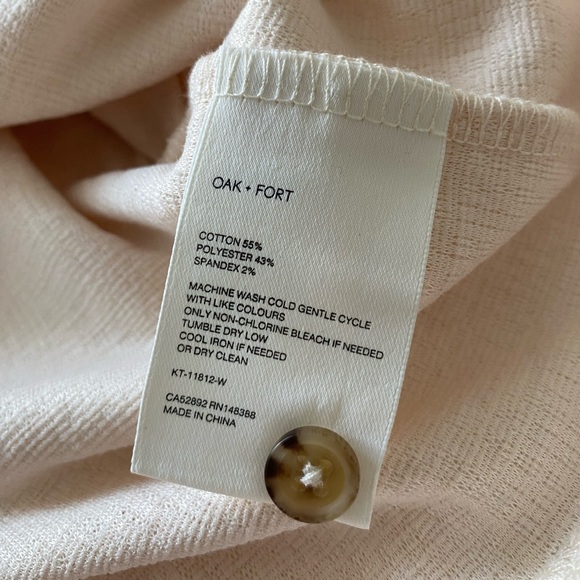 OAK + FORT
COTTON 55%
POLYESTER 43%
SPANDEX 2%
MACHINE WASH COLD GENTLE CYCLE
WITH LIKE COLOURS
ONLY NON-CHLORINE BLEACH IF NEEDED
TUMBLE DRY LOW
COOL IRON IF NEEDED
OR DRY CLEAN
KT-11812-W
CA52892 RN148388
MADE IN CHINA